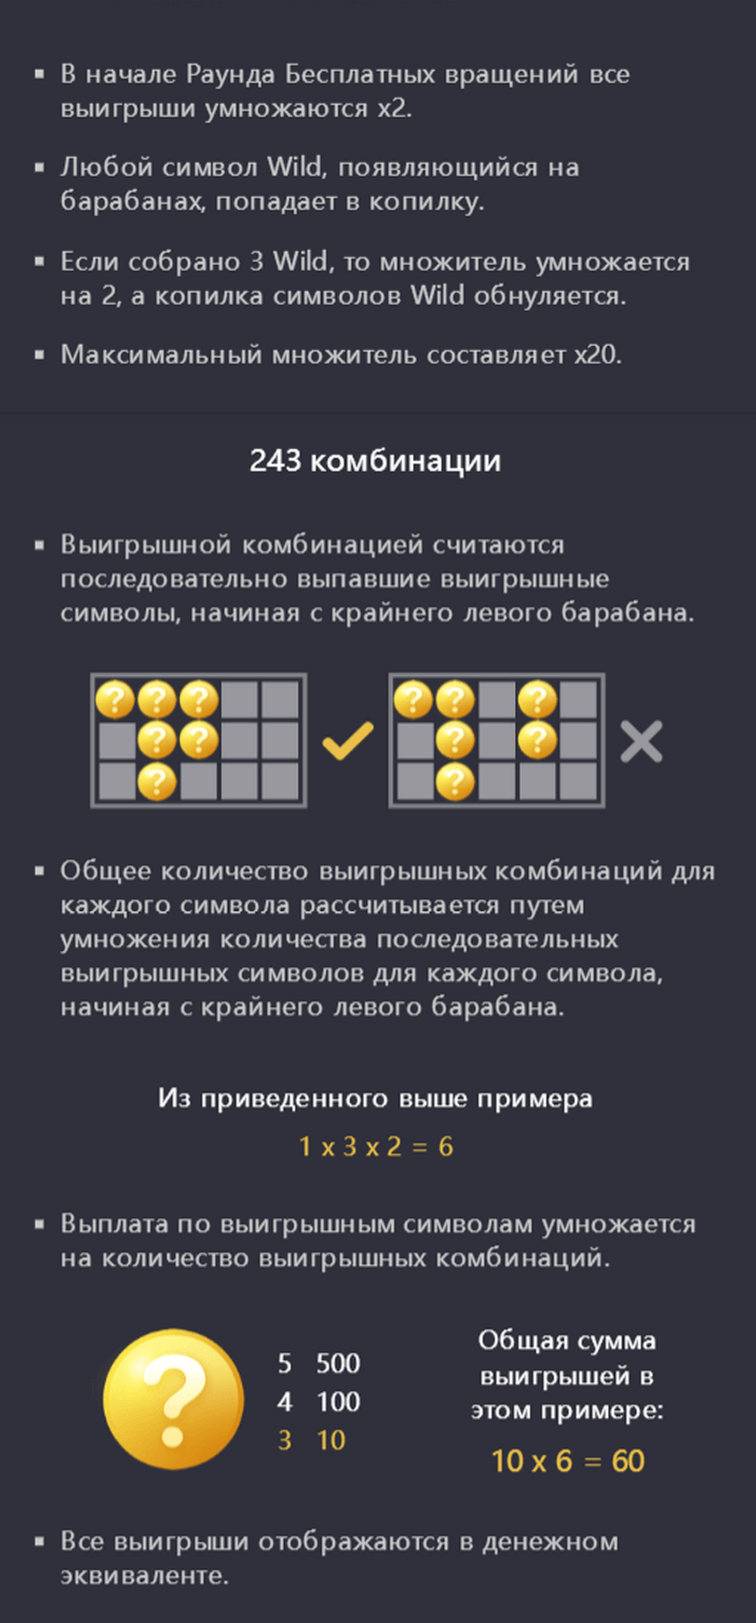 ▪ В начале Раунда Бесплатных вращений все
выигрыши умножаются x2.
▪ Любой символ Wild, появляющийся на
барабанах, попадает в копилку.
▪ Если собрано 3 Wild, то множитель умножается
на 2, а копилка символов Wild обнуляется.
▪ Максимальный множитель составляет x20.
243 комбинации
▪ Выигрышной комбинацией считаются
последовательно выпавшие выигрышные
символы, начиная с крайнего левого барабана.
? ? ? ? ? ?
? ? ? ?
? ?
▪ Общее количество выигрышных комбинаций для
каждого символа рассчитывается путем
умножения количества последовательных
выигрышных символов для каждого символа,
начиная с крайнего левого барабана.
Из приведенного выше примера
1 x 3 x 2 = 6
▪ Выплата по выигрышным символам умножается
на количество выигрышных комбинаций.
?
5 500
4 100
3 10
Общая сумма
выигрышей в
этом примере:
10 x 6 = 60
▪ Все выигрыши отображаются в денежном
эквиваленте.